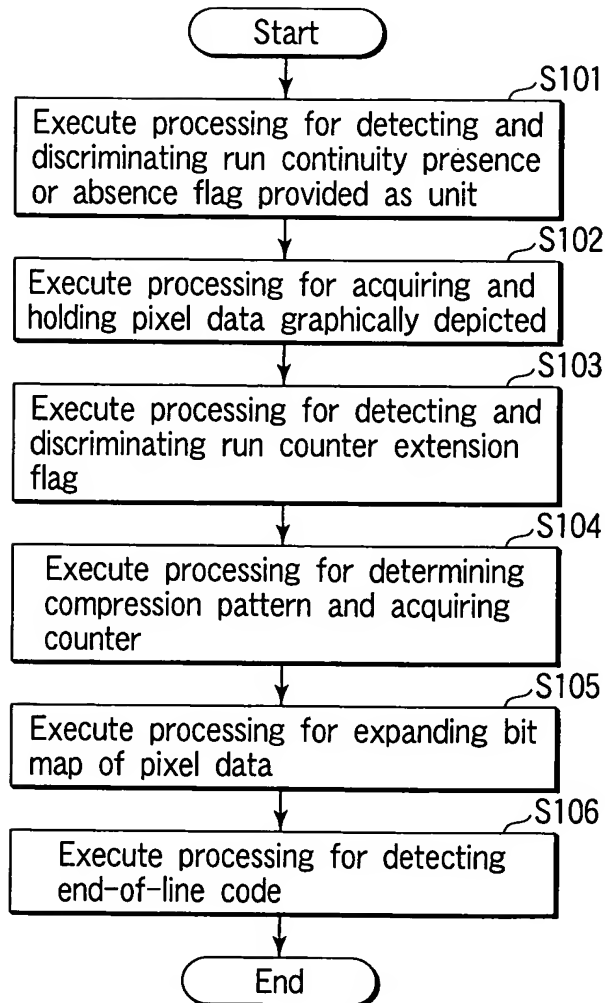 Start
S101
Execute processing for detecting and
discriminating run continuity presence
or absence flag provided as unit
S102
Execute processing for acquiring and
holding pixel data graphically depicted
S103
Execute processing for detecting and
discriminating run counter extension
flag
S104
Execute processing for determining
compression pattern and acquiring
counter
S105
Execute processing for expanding bit
map of pixel data
S106
Execute processing for detecting
end-of-line code
End